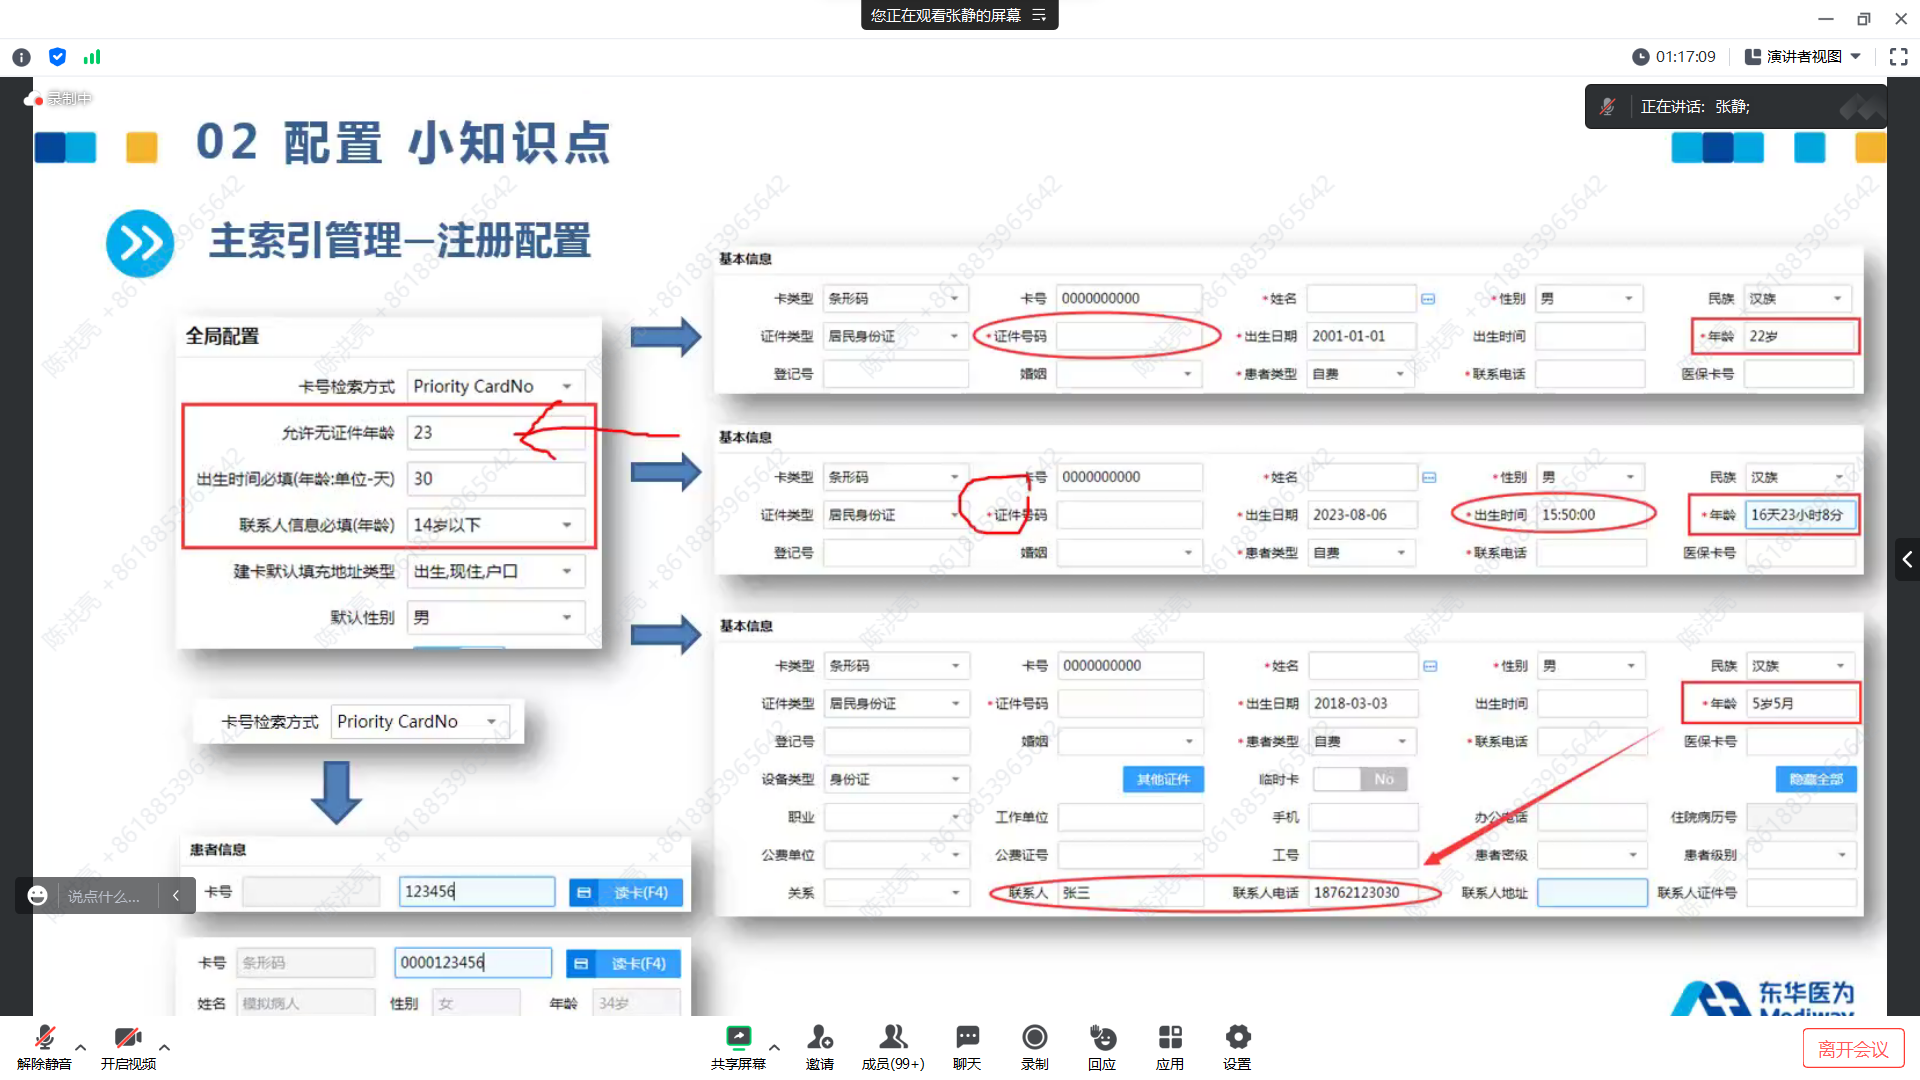 您正在观看张静的屏幕
01:17:09
演讲者视图
录制中
正在讲话: 张静;
02 配置 小知识点
主索引管理—注册配置
全局配置
卡号检索方式 Priority CardNo
允许无证件年龄 23
出生时间必填(年龄:单位-天) 30
联系人信息必填(年龄) 14岁以下
建卡默认填充地址类型 出生,现住,户口
默认性别 男
卡号检索方式 Priority CardNo
患者信息
卡号 123456 读卡(F4)
卡号 条形码 0000123456 读卡(F4)
姓名 模拟病人 性别 女 年龄 34岁
基本信息
卡类型 条形码 卡号 0000000000 *姓名 *性别 男 民族 汉族
证件类型 居民身份证 *证件号码 *出生日期 2001-01-01 出生时间 *年龄 22岁
登记号 婚姻 *患者类型 自费 *联系电话 医保卡号
基本信息
卡类型 条形码 卡号 0000000000 *姓名 *性别 男 民族 汉族
证件类型 居民身份证 *证件号码 *出生日期 2023-08-06 *出生时间 15:50:00 *年龄 16天23小时8分
登记号 婚姻 *患者类型 自费 *联系电话 医保卡号
基本信息
卡类型 条形码 卡号 0000000000 *姓名 *性别 男 民族 汉族
证件类型 居民身份证 *证件号码 *出生日期 2018-03-03 出生时间 *年龄 5岁5月
登记号 婚姻 *患者类型 自费 *联系电话 医保卡号
设备类型 身份证 其他证件 临时卡 No 隐藏全部
职业 工作单位 手机 办公电话 住院病历号
公费单位 公费证号 工号 患者密级 患者级别
关系 联系人 张三 联系人电话 18762123030 联系人地址 联系人证件号
东华医为
Mediway
陈洪亮 +8618853965642
说点什么...
解除静音 开启视频 共享屏幕 邀请 成员(99+) 聊天 录制 回应 应用 设置 离开会议